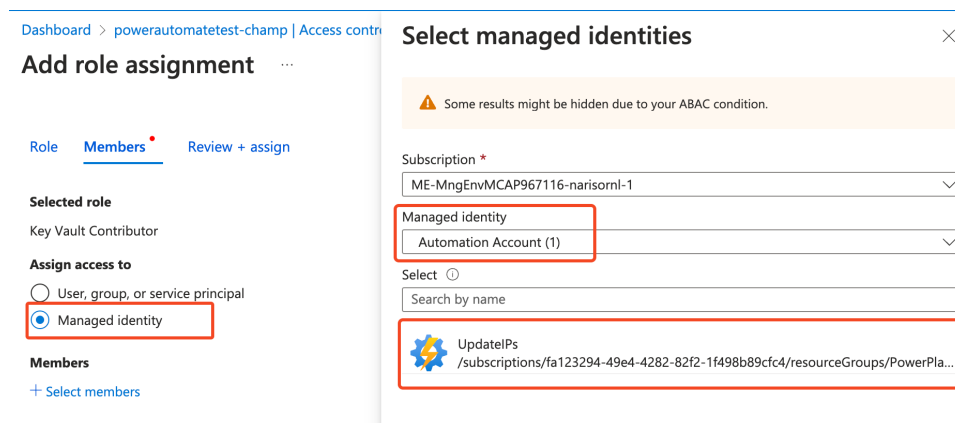 Dashboard > powerautomatetest-champ | Access contro
Add role assignment ...
Role Members Review + assign
Selected role
Key Vault Contributor
Assign access to
User, group, or service principal
Managed identity
Members
+ Select members
Select managed identities
Some results might be hidden due to your ABAC condition.
Subscription *
ME-MngEnvMCAP967116-narisornl-1
Managed identity
Automation Account (1)
Select
Search by name
UpdateIPs
/subscriptions/fa123294-49e4-4282-82f2-1f498b89cfc4/resourceGroups/PowerPla...